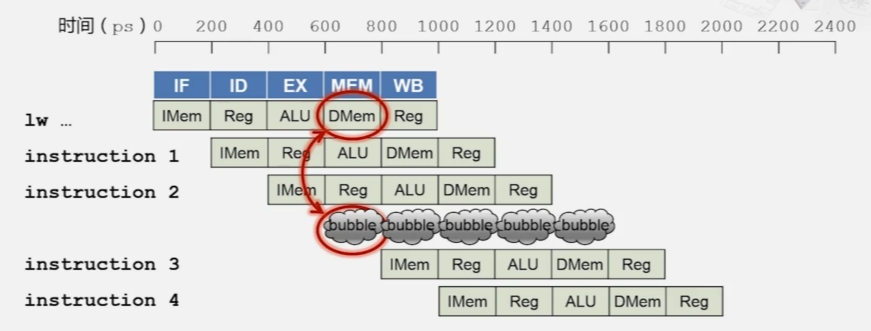 时间（ps）0 200 400 600 800 1000 1200 1400 1600 1800 2000 2200 2400
IF ID EX MEM WB
lw … IMem Reg ALU DMem Reg
instruction 1 IMem Reg ALU DMem Reg
instruction 2 IMem Reg ALU DMem Reg
bubble bubble bubble bubble bubble
instruction 3 IMem Reg ALU DMem Reg
instruction 4 IMem Reg ALU DMem Reg